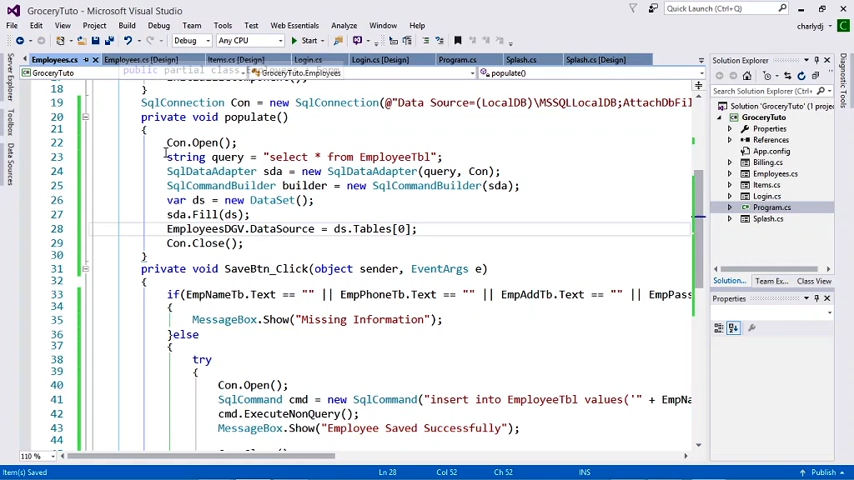 GroceryTuto - Microsoft Visual Studio
Quick Launch (Ctrl+Q)
File Edit View Project Build Debug Team Tools Test Web Essentials Analyze Window Help
charlydj
Debug Any CPU Start
Employees.cs Employees.cs [Design] Items.cs [Design] Login.cs Login.cs [Design] Program.cs Splash.cs Splash.cs [Design]
GroceryTuto GroceryTuto.Employees populate()
public partial class
Server Explorer
Toolbox
Data Sources
18 }
19 SqlConnection Con = new SqlConnection(@"Data Source=(LocalDB)\MSSQLLocalDB;AttachDbFil
20 private void populate()
21 {
22 Con.Open();
23 string query = "select * from EmployeeTbl";
24 SqlDataAdapter sda = new SqlDataAdapter(query, Con);
25 SqlCommandBuilder builder = new SqlCommandBuilder(sda);
26 var ds = new DataSet();
27 sda.Fill(ds);
28 EmployeesDGV.DataSource = ds.Tables[0];
29 Con.Close();
30 }
31 private void SaveBtn_Click(object sender, EventArgs e)
32 {
33 if(EmpNameTb.Text == "" || EmpPhoneTb.Text == "" || EmpAddTb.Text == "" || EmpPass
34 {
35 MessageBox.Show("Missing Information");
36 }else
37 {
38 try
39 {
40 Con.Open();
41 SqlCommand cmd = new SqlCommand("insert into EmployeeTbl values('" + EmpNa
42 cmd.ExecuteNonQuery();
43 MessageBox.Show("Employee Saved Successfully");
44
110 %
Solution Explorer
Search Solution Explorer
Solution 'GroceryTuto' (1 proj
GroceryTuto
Properties
References
App.config
Billing.cs
Employees.cs
Items.cs
Login.cs
Program.cs
Splash.cs
Solution... Team Ex... Class View
Properties
Item(s) Saved Ln 28 Col 52 Ch 52 INS Publish